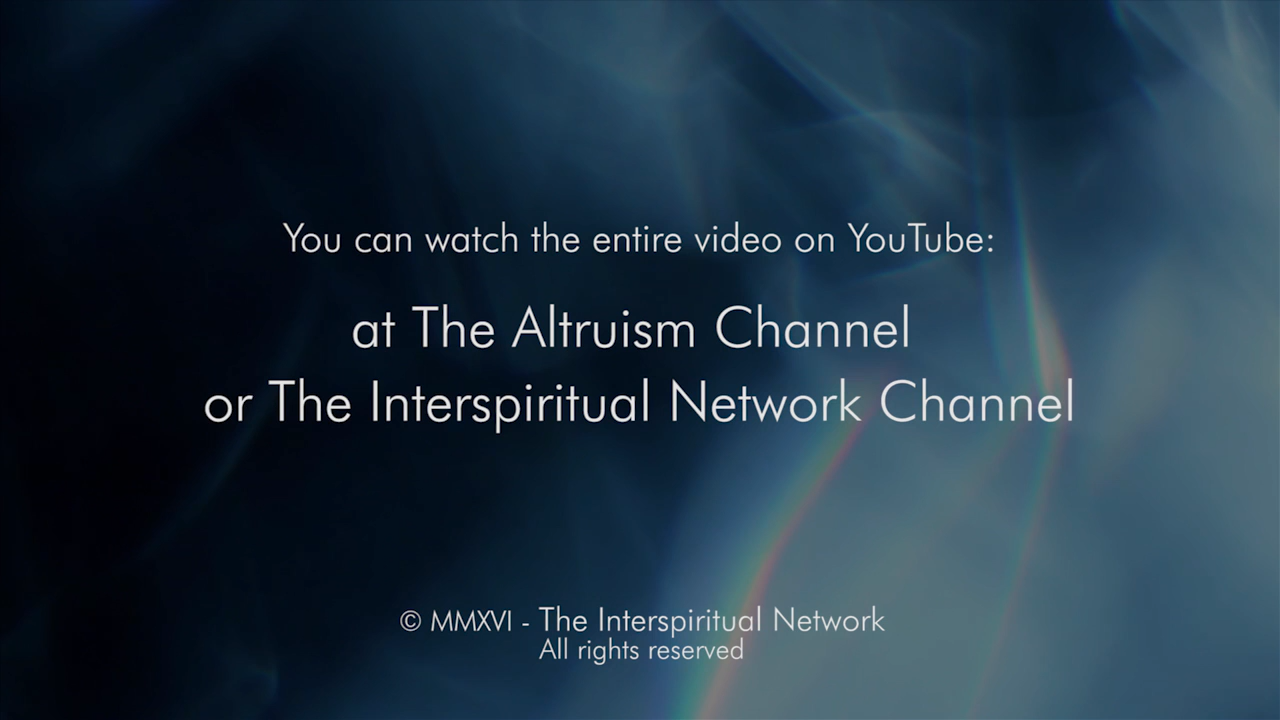 You can watch the entire video on YouTube:
at The Altruism Channel
or The Interspiritual Network Channel
© MMXVI - The Interspiritual Network
All rights reserved